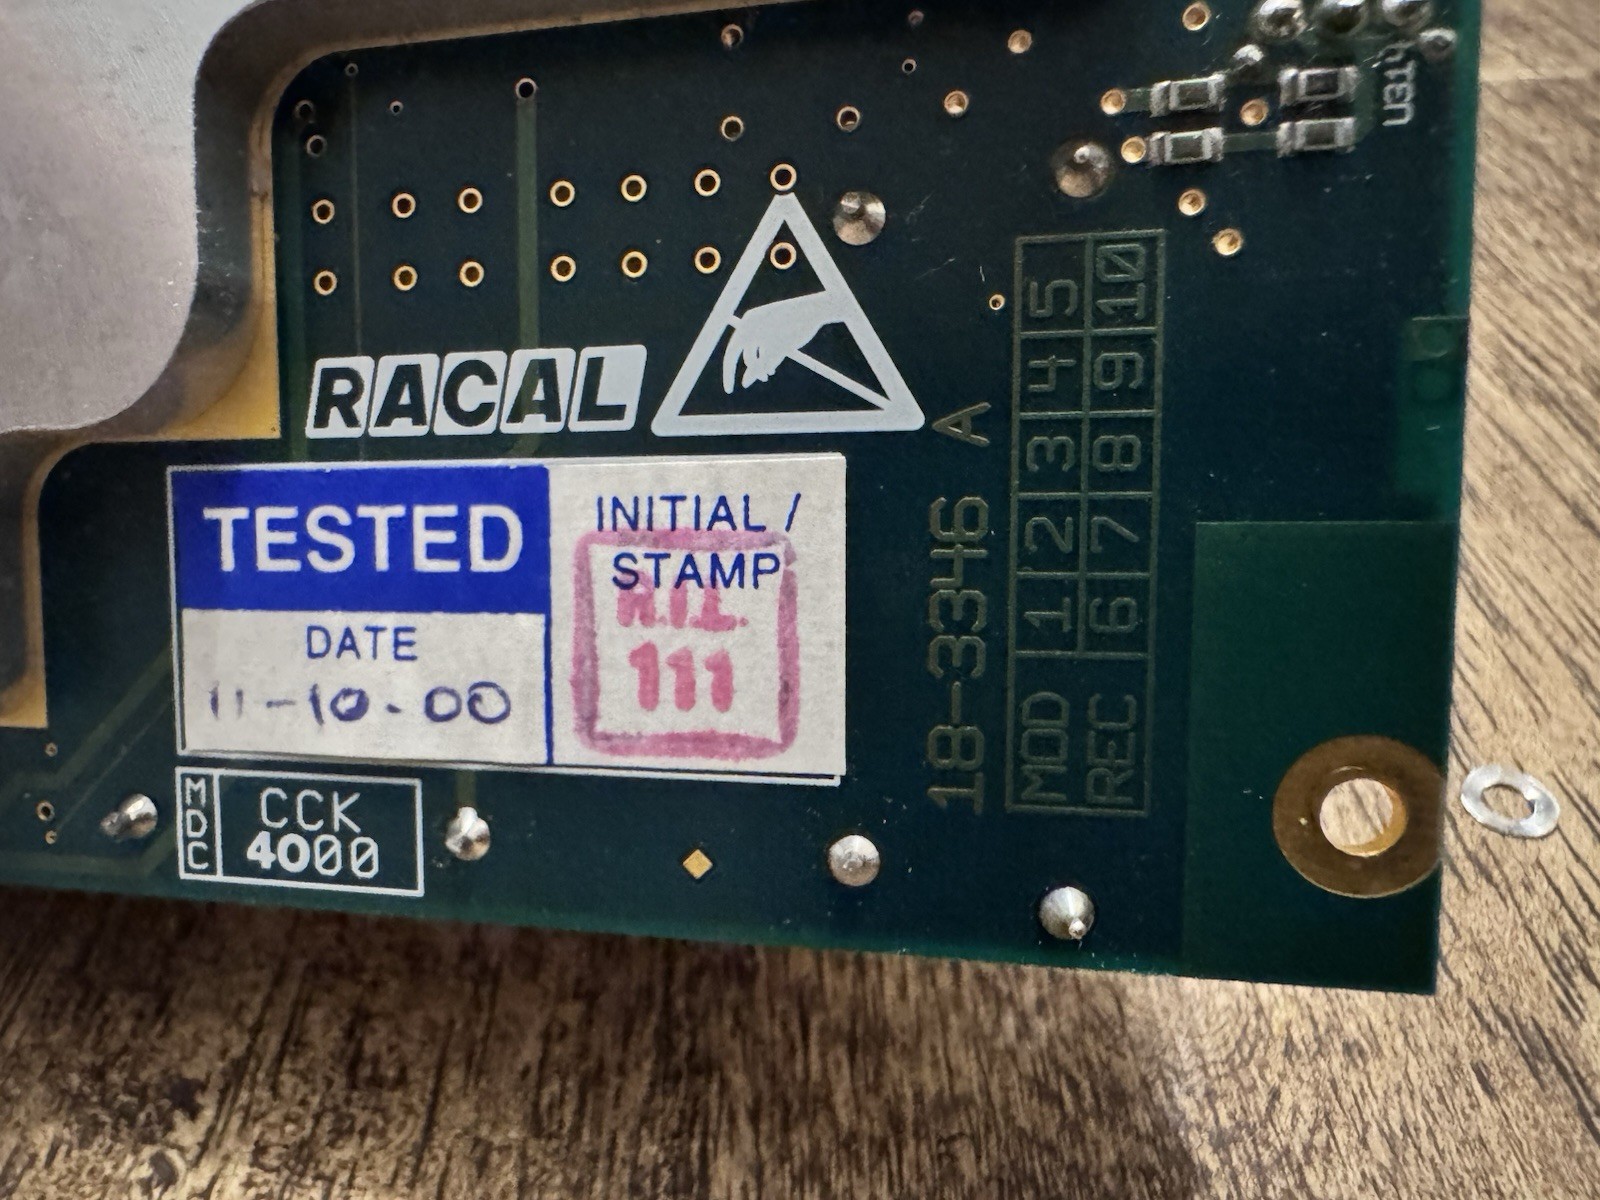 U314
RACAL
TESTED
DATE
11-10-00
INITIAL /
STAMP
R.I.L.
111
MDC
CCK
4000
18-3346 A
MOD 1 2 3 4 5
REC 6 7 8 9 10